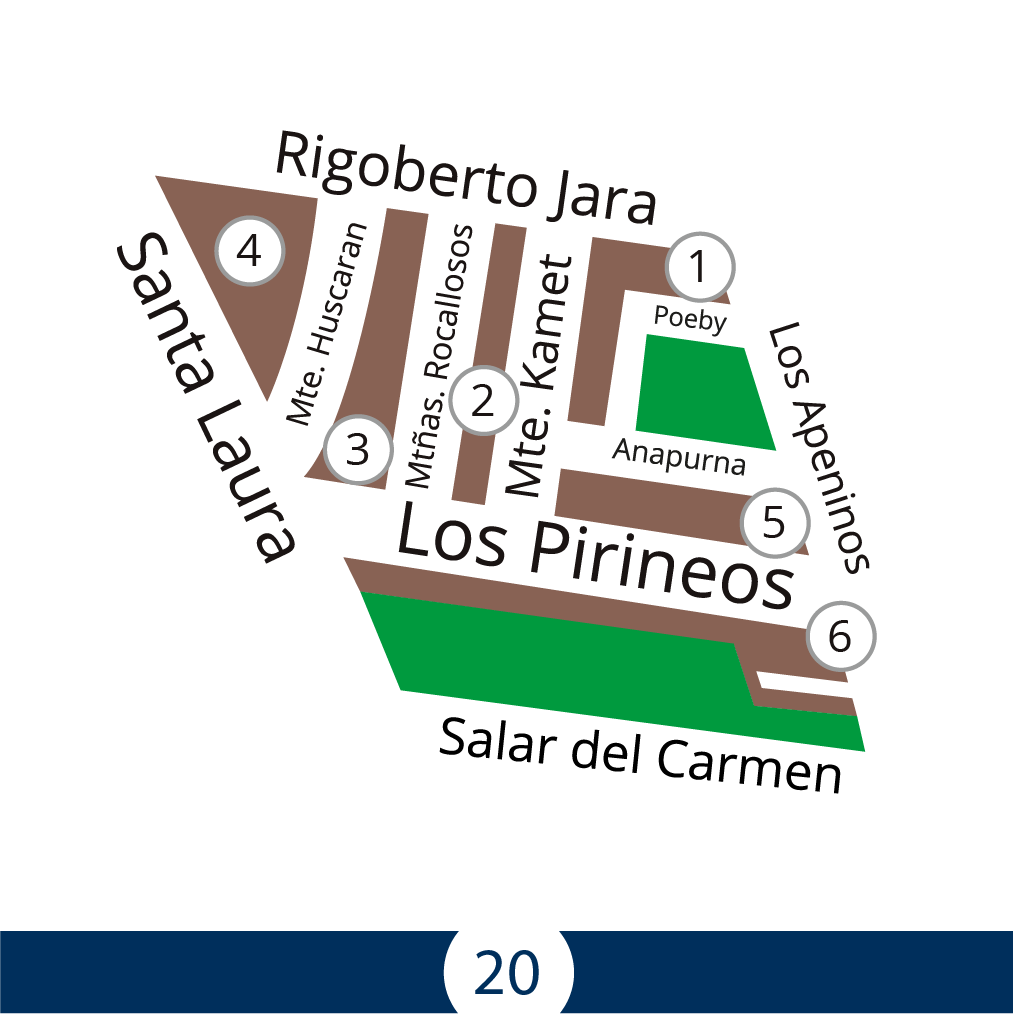 Rigoberto Jara
4
Santa Laura
Mte. Huscaran
3
Mtñas. Rocallosos
2
Mte. Kamet
1
Poeby
Los Apeninos
Anapurna
5
Los Pirineos
6
Salar del Carmen
20